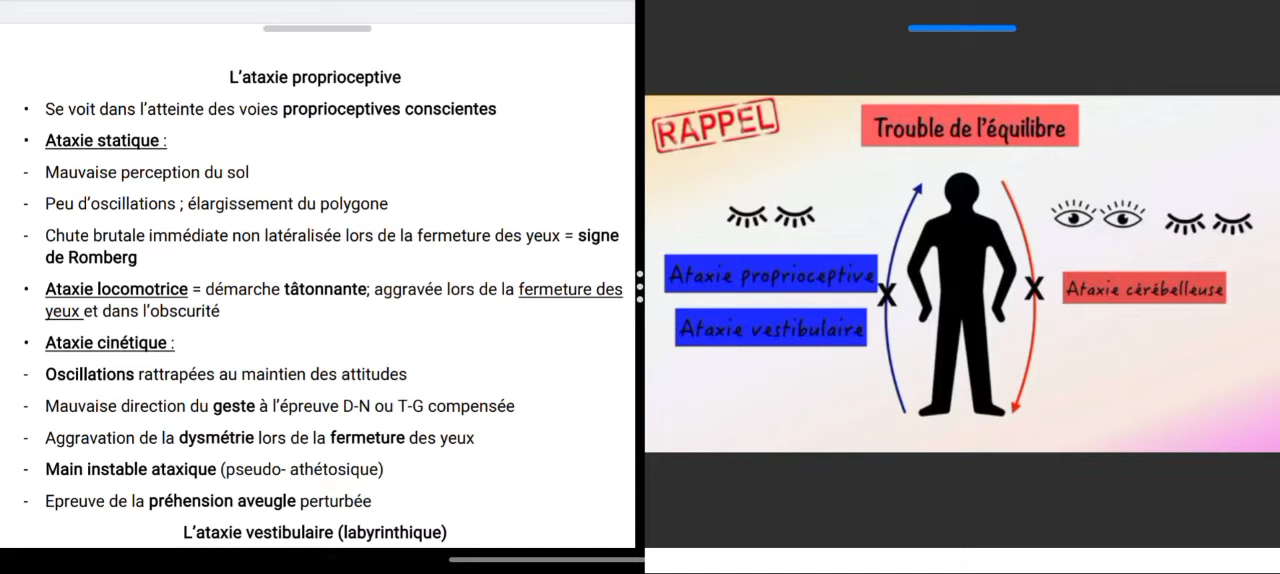 L'ataxie proprioceptive
• Se voit dans l'atteinte des voies proprioceptives conscientes
• Ataxie statique :
- Mauvaise perception du sol
- Peu d'oscillations ; élargissement du polygone
- Chute brutale immédiate non latéralisée lors de la fermeture des yeux = signe
de Romberg
• Ataxie locomotrice = démarche tâtonnante; aggravée lors de la fermeture des
yeux et dans l'obscurité
• Ataxie cinétique :
- Oscillations rattrapées au maintien des attitudes
- Mauvaise direction du geste à l'épreuve D-N ou T-G compensée
- Aggravation de la dysmétrie lors de la fermeture des yeux
- Main instable ataxique (pseudo- athétosique)
- Epreuve de la préhension aveugle perturbée
L'ataxie vestibulaire (labyrinthique)
RAPPEL
Trouble de l'équilibre
Ataxie proprioceptive
X
Ataxie vestibulaire
X
Ataxie cérébelleuse